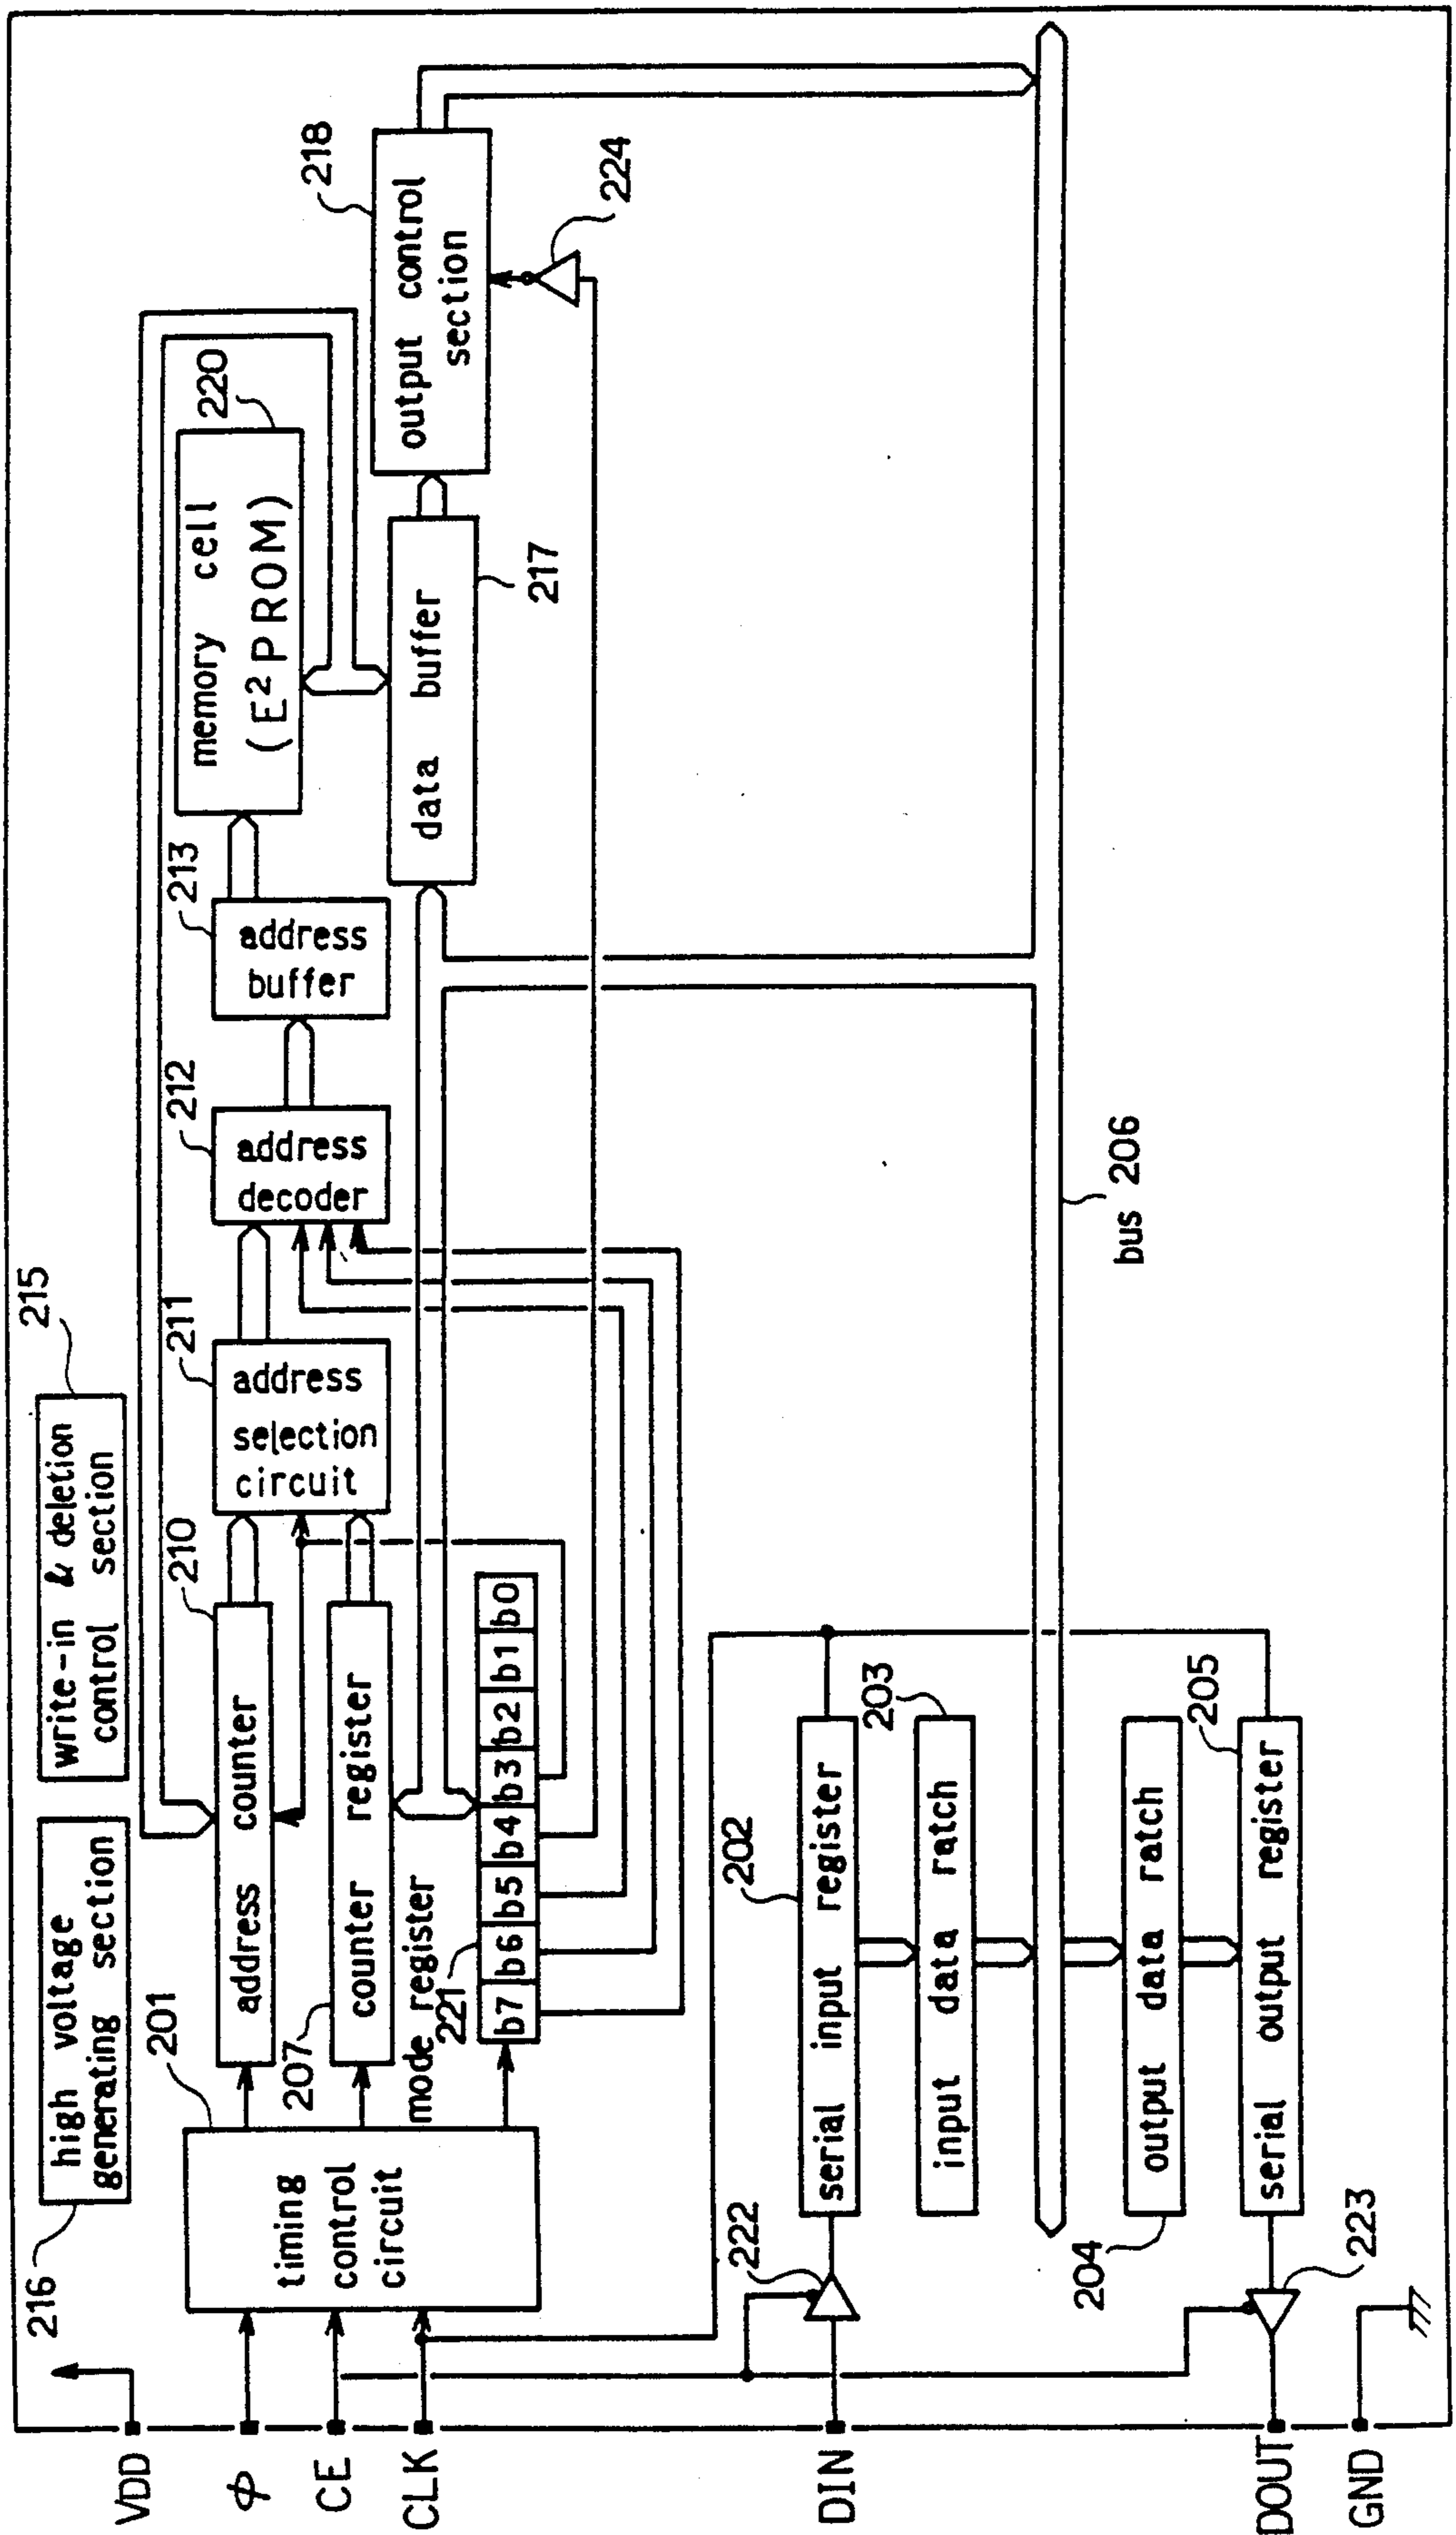 216
high voltage
generating section
write-in & deletion
control section
215
VDD
φ
CE
CLK
DIN
DOUT
GND
201
timing
control
circuit
210
address counter
207
counter register
mode register
221
b7 b6 b5 b4 b3 b2 b1 b0
211
address
selection
circuit
212
address
decoder
213
address
buffer
220
memory cell
(E²PROM)
data buffer
217
218
output control
section
224
222
202
serial input register
203
input data ratch
bus 206
204
output data ratch
205
serial output register
223